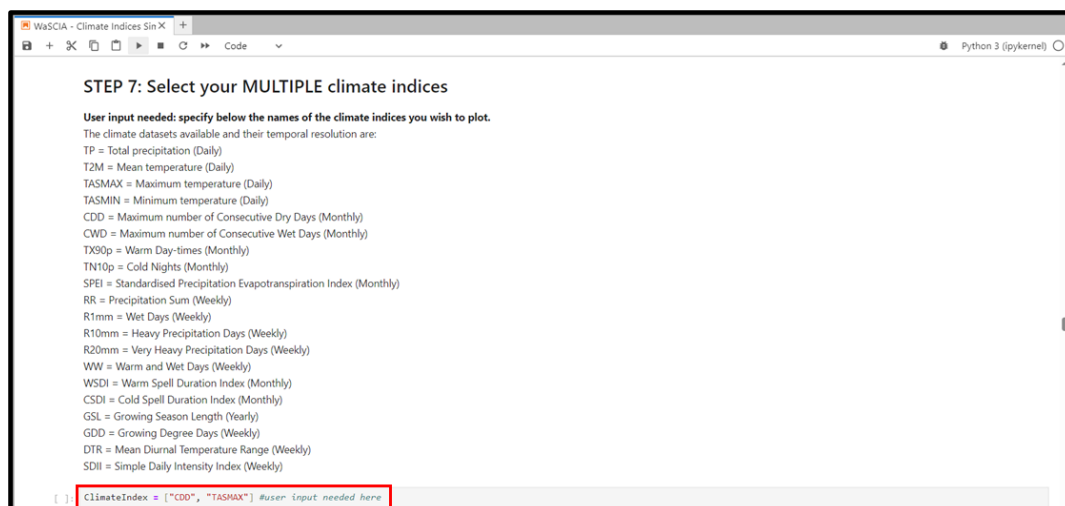 WaSCIA - Climate Indices Sin
Code
Python 3 (ipykernel)
STEP 7: Select your MULTIPLE climate indices
User input needed: specify below the names of the climate indices you wish to plot.
The climate datasets available and their temporal resolution are:
TP = Total precipitation (Daily)
T2M = Mean temperature (Daily)
TASMAX = Maximum temperature (Daily)
TASMIN = Minimum temperature (Daily)
CDD = Maximum number of Consecutive Dry Days (Monthly)
CWD = Maximum number of Consecutive Wet Days (Monthly)
TX90p = Warm Day-times (Monthly)
TN10p = Cold Nights (Monthly)
SPEI = Standardised Precipitation Evapotranspiration Index (Monthly)
RR = Precipitation Sum (Weekly)
R1mm = Wet Days (Weekly)
R10mm = Heavy Precipitation Days (Weekly)
R20mm = Very Heavy Precipitation Days (Weekly)
WW = Warm and Wet Days (Weekly)
WSDI = Warm Spell Duration Index (Monthly)
CSDI = Cold Spell Duration Index (Monthly)
GSL = Growing Season Length (Yearly)
GDD = Growing Degree Days (Weekly)
DTR = Mean Diurnal Temperature Range (Weekly)
SDII = Simple Daily Intensity Index (Weekly)
[ ]: ClimateIndex = ["CDD", "TASMAX"] #user input needed here